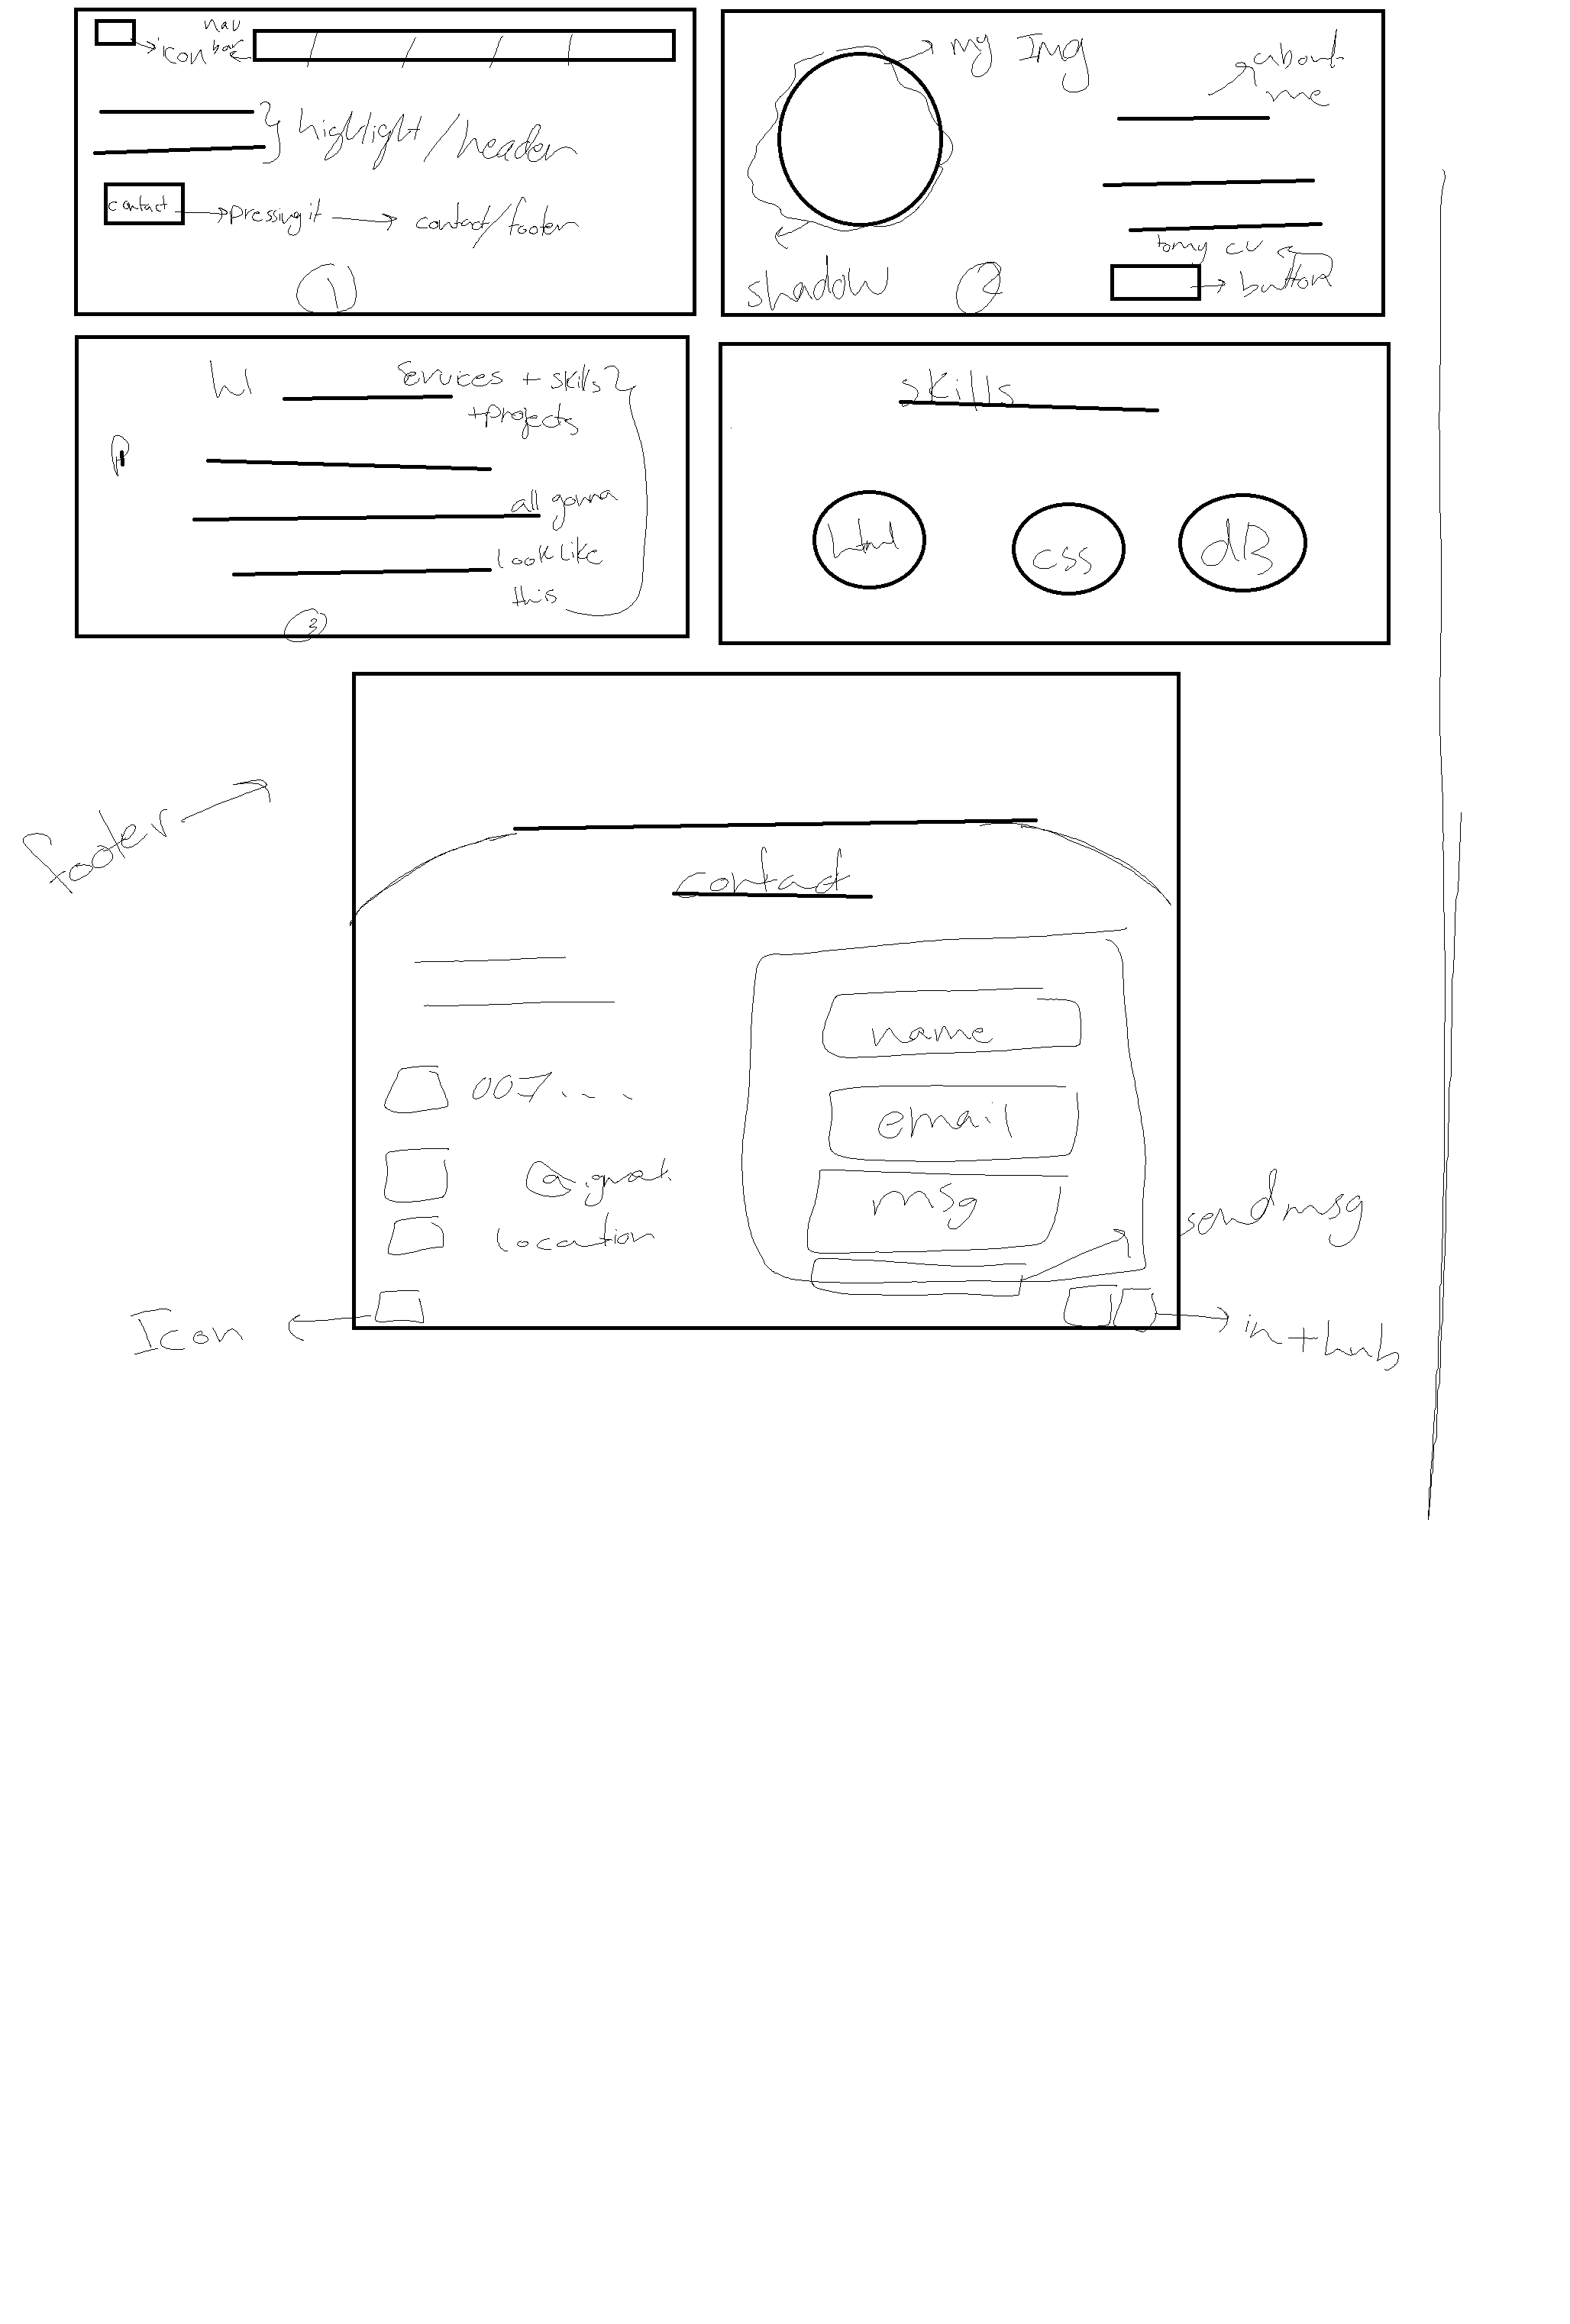 nav
icon bar
highlight/header
contact
pressing it
contact/footer
1
my Img
about
me
shadow
2
to my cv
button
h1
Services + skills
+projects
P
all gonna
look like
this
3
skills
html
css
dB
footer
contact
name
007...
email
@gmail.
msg
send msg
location
Icon
in + hub